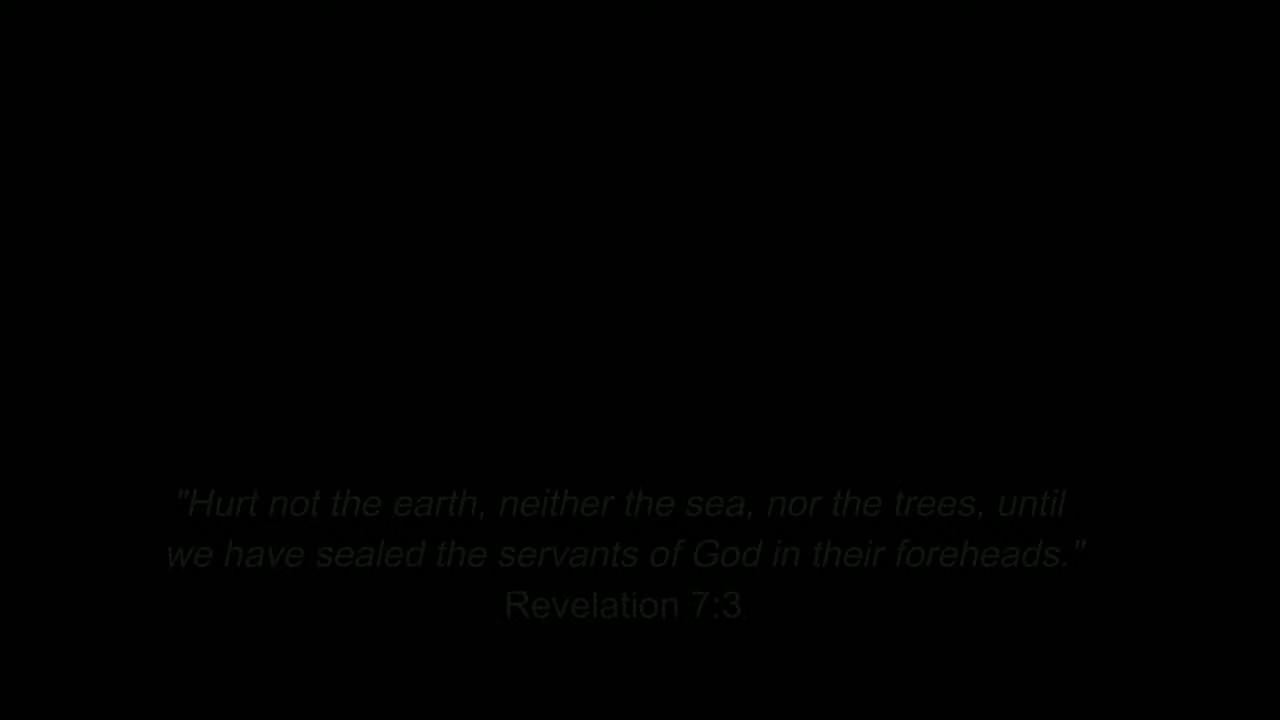 "Hurt not the earth, neither the sea, nor the trees, until
we have sealed the servants of God in their foreheads."
Revelation 7:3